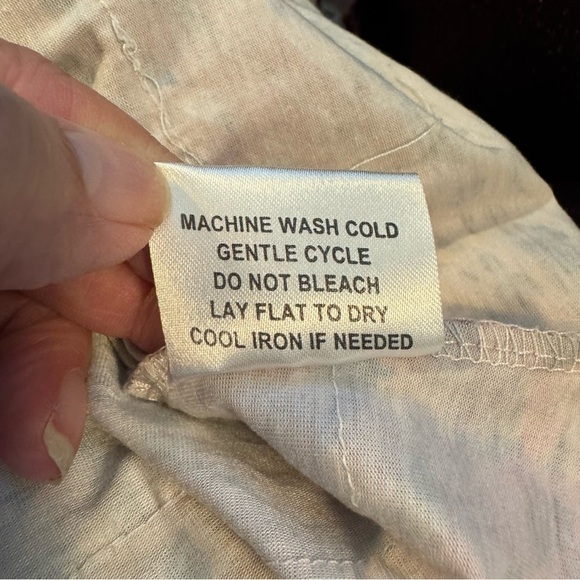 MACHINE WASH COLD
GENTLE CYCLE
DO NOT BLEACH
LAY FLAT TO DRY
COOL IRON IF NEEDED